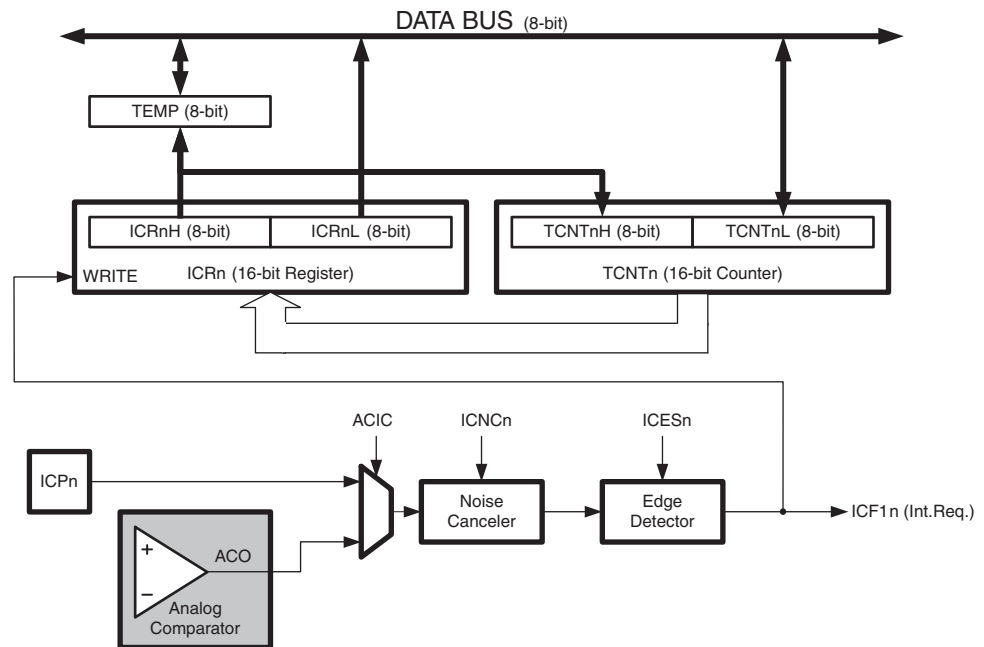 DATA BUS (8-bit)
TEMP (8-bit)
ICRnH (8-bit)
ICRnL (8-bit)
TCNTnH (8-bit)
TCNTnL (8-bit)
WRITE
ICRn (16-bit Register)
TCNTn (16-bit Counter)
ACIC
ICNCn
ICESn
ICPn
Noise
Canceler
Edge
Detector
ICF1n (Int.Req.)
+
ACO
−
Analog
Comparator